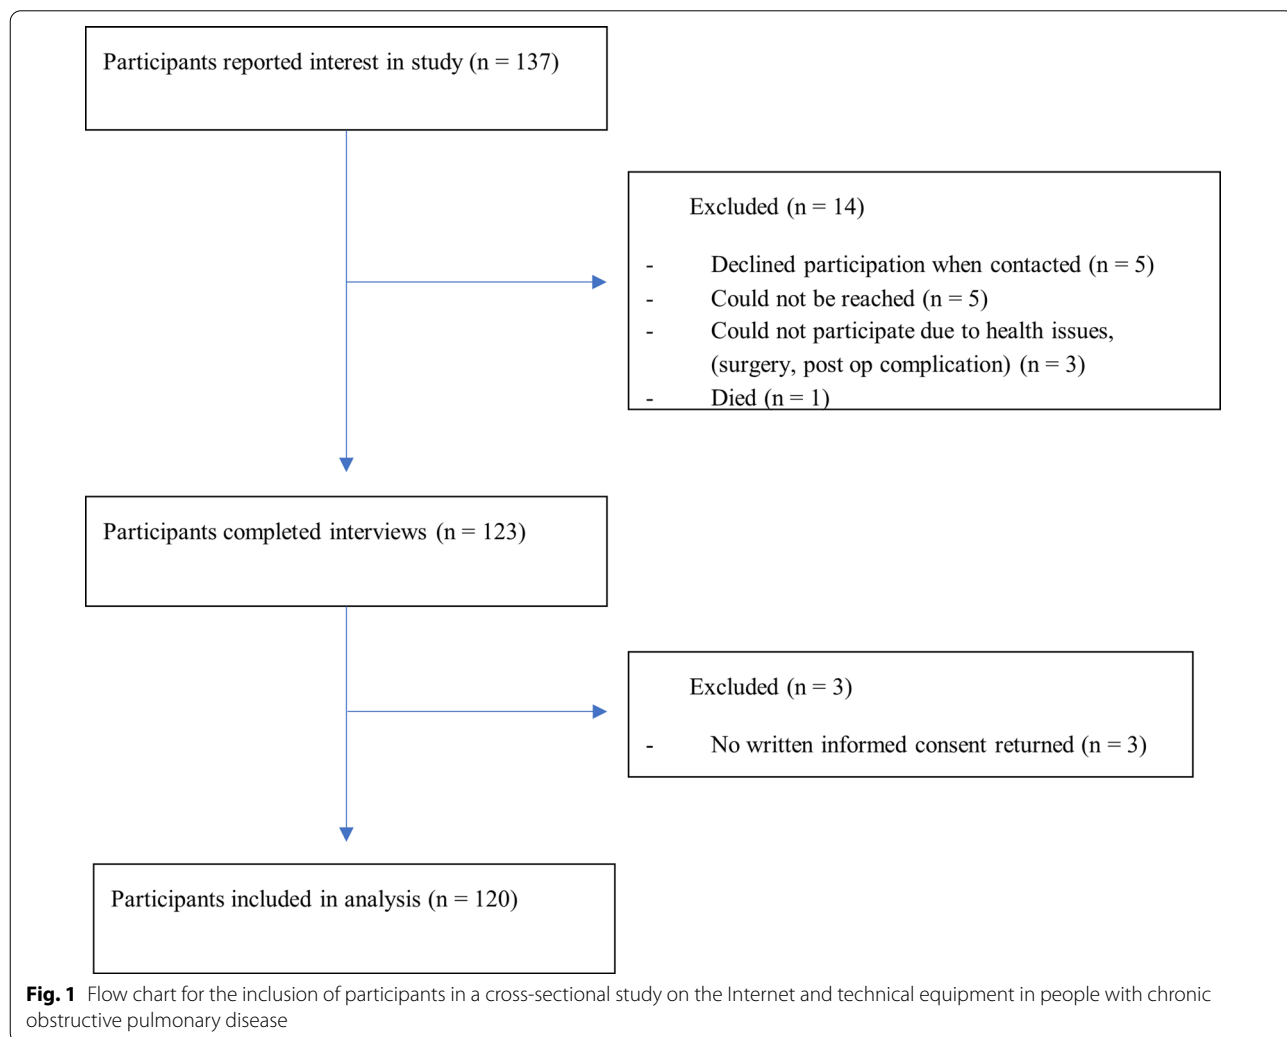 Participants reported interest in study (n = 137)
Excluded (n = 14)
- Declined participation when contacted (n = 5)
- Could not be reached (n = 5)
- Could not participate due to health issues,
(surgery, post op complication) (n = 3)
- Died (n = 1)
Participants completed interviews (n = 123)
Excluded (n = 3)
- No written informed consent returned (n = 3)
Participants included in analysis (n = 120)
Fig. 1 Flow chart for the inclusion of participants in a cross-sectional study on the Internet and technical equipment in people with chronic
obstructive pulmonary disease